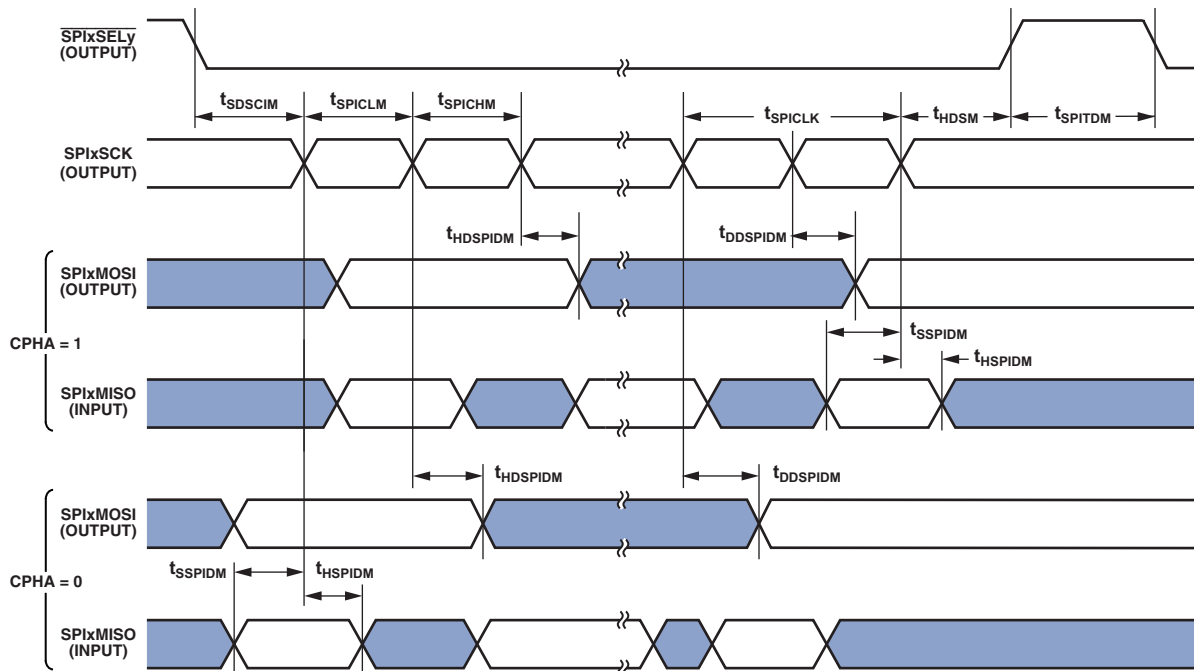 SPIxSELy
(OUTPUT)
tSDSCIM tSPICLM tSPICHM tSPICLK tHDSM tSPITDM
SPIxSCK
(OUTPUT)
tHDSPIDM tDDSPIDM
SPIxMOSI
(OUTPUT)
tSSPIDM
CPHA = 1
tHSPIDM
SPIxMISO
(INPUT)
tHDSPIDM tDDSPIDM
SPIxMOSI
(OUTPUT)
tSSPIDM tHSPIDM
CPHA = 0
SPIxMISO
(INPUT)